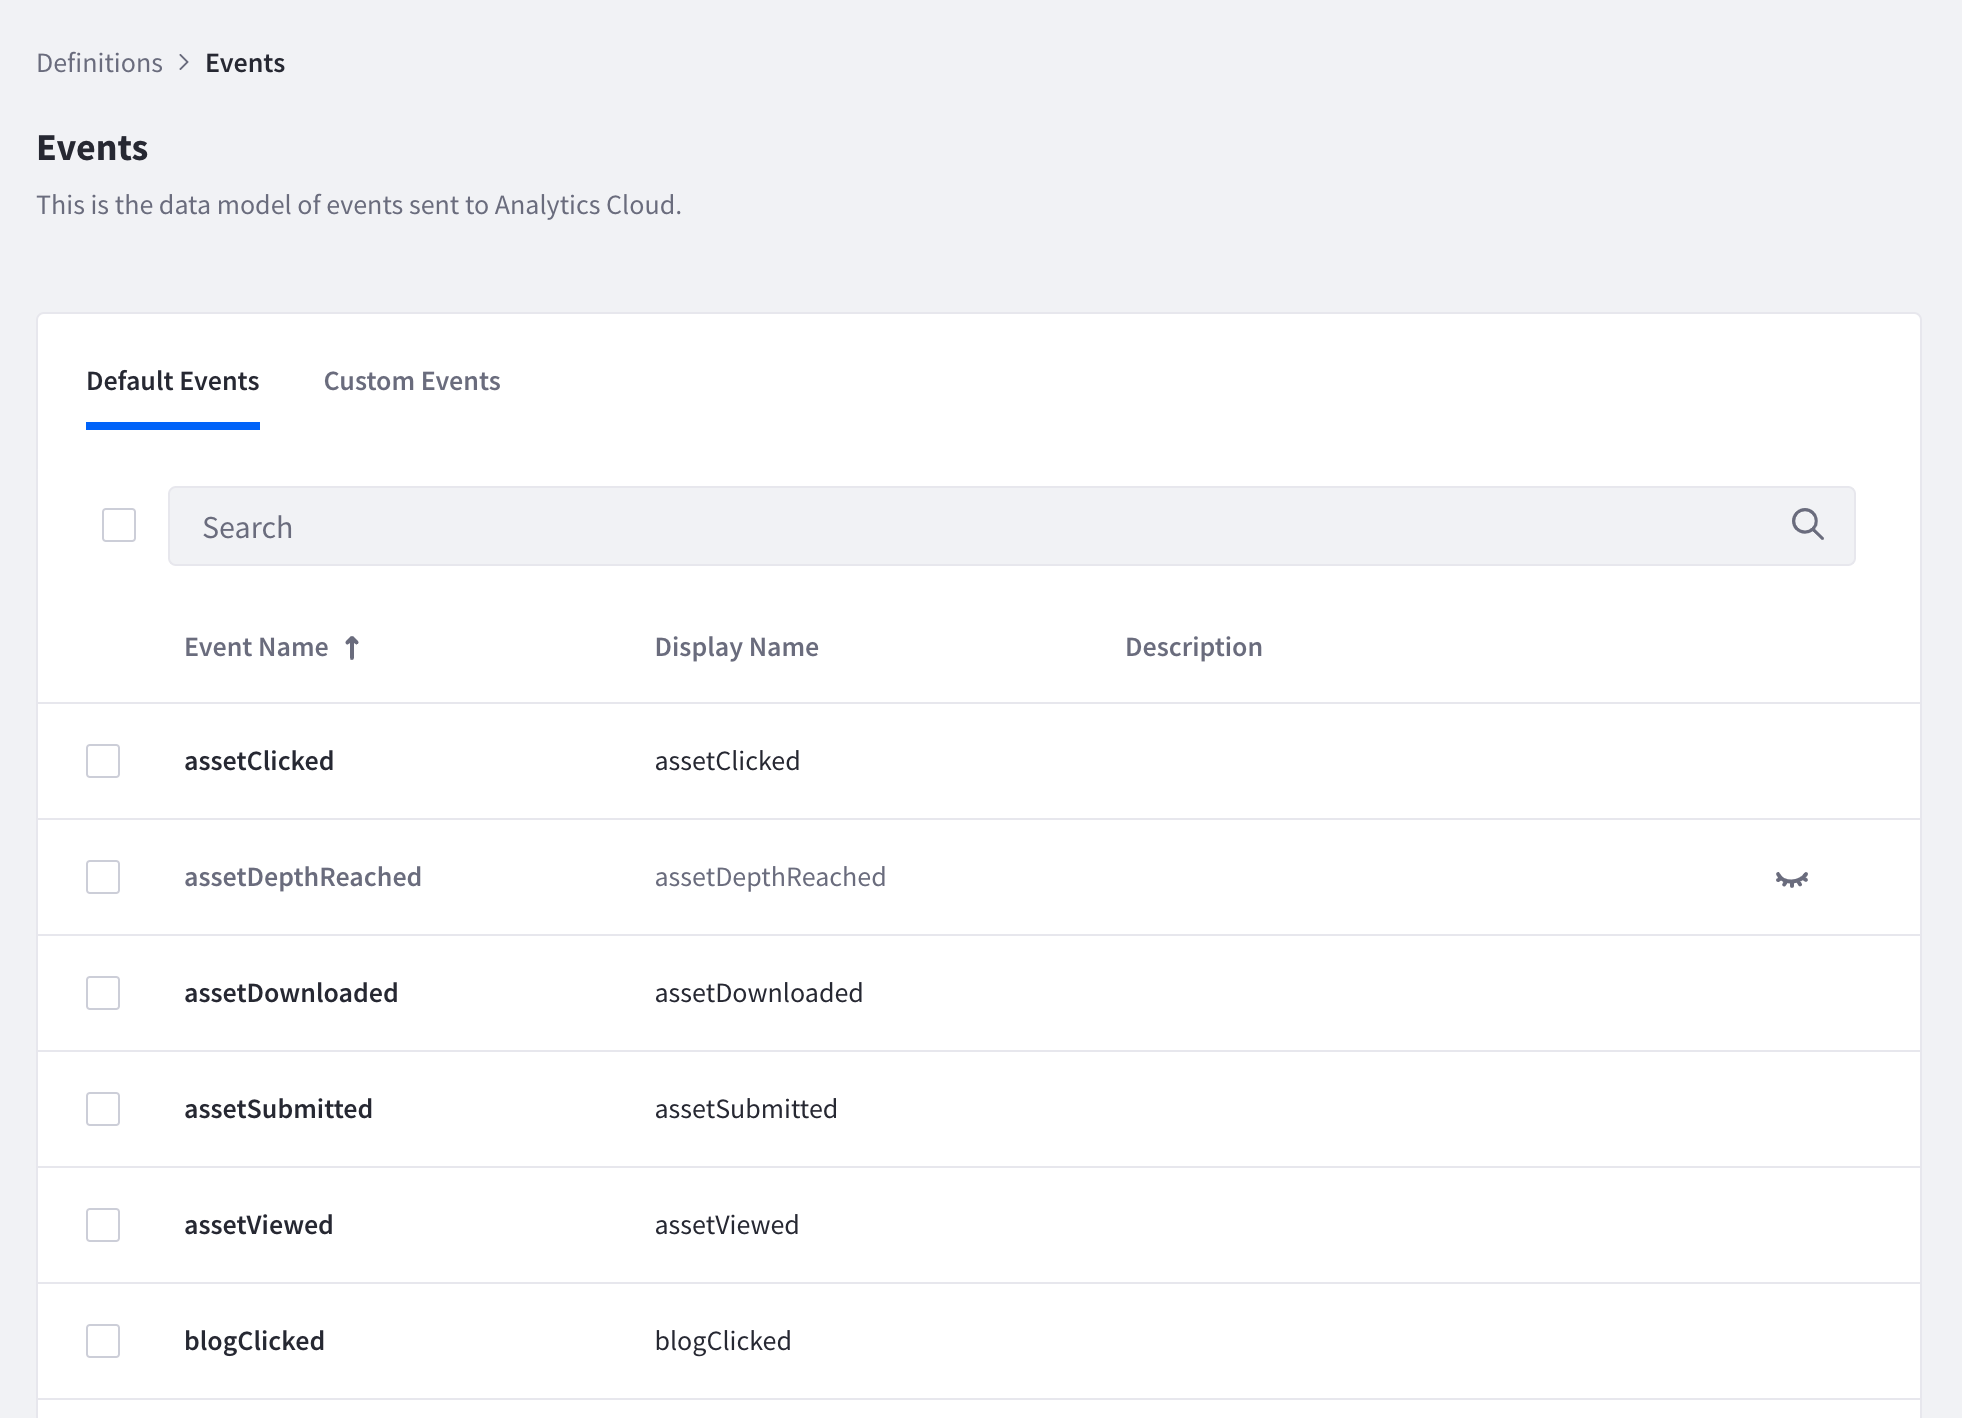 Definitions > Events
Events
This is the data model of events sent to Analytics Cloud.
Default Events Custom Events
Search
Event Name Display Name Description
assetClicked assetClicked
assetDepthReached assetDepthReached
assetDownloaded assetDownloaded
assetSubmitted assetSubmitted
assetViewed assetViewed
blogClicked blogClicked